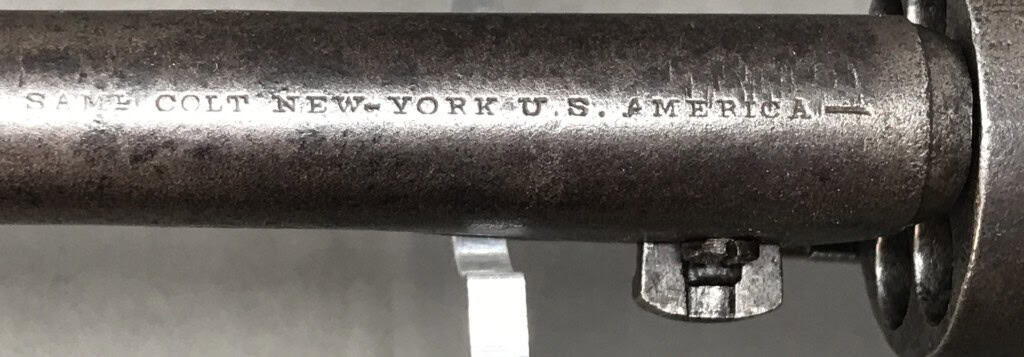 SAML COLT NEW-YORK U.S. AMERICA—